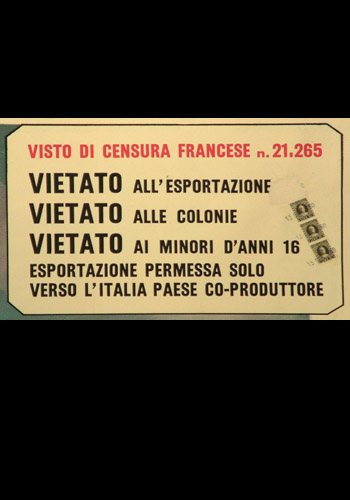 VISTO DI CENSURA FRANCESE n. 21.265
VIETATO ALL'ESPORTAZIONE
VIETATO ALLE COLONIE
VIETATO AI MINORI D'ANNI 16
ESPORTAZIONE PERMESSA SOLO
VERSO L'ITALIA PAESE CO-PRODUTTORE